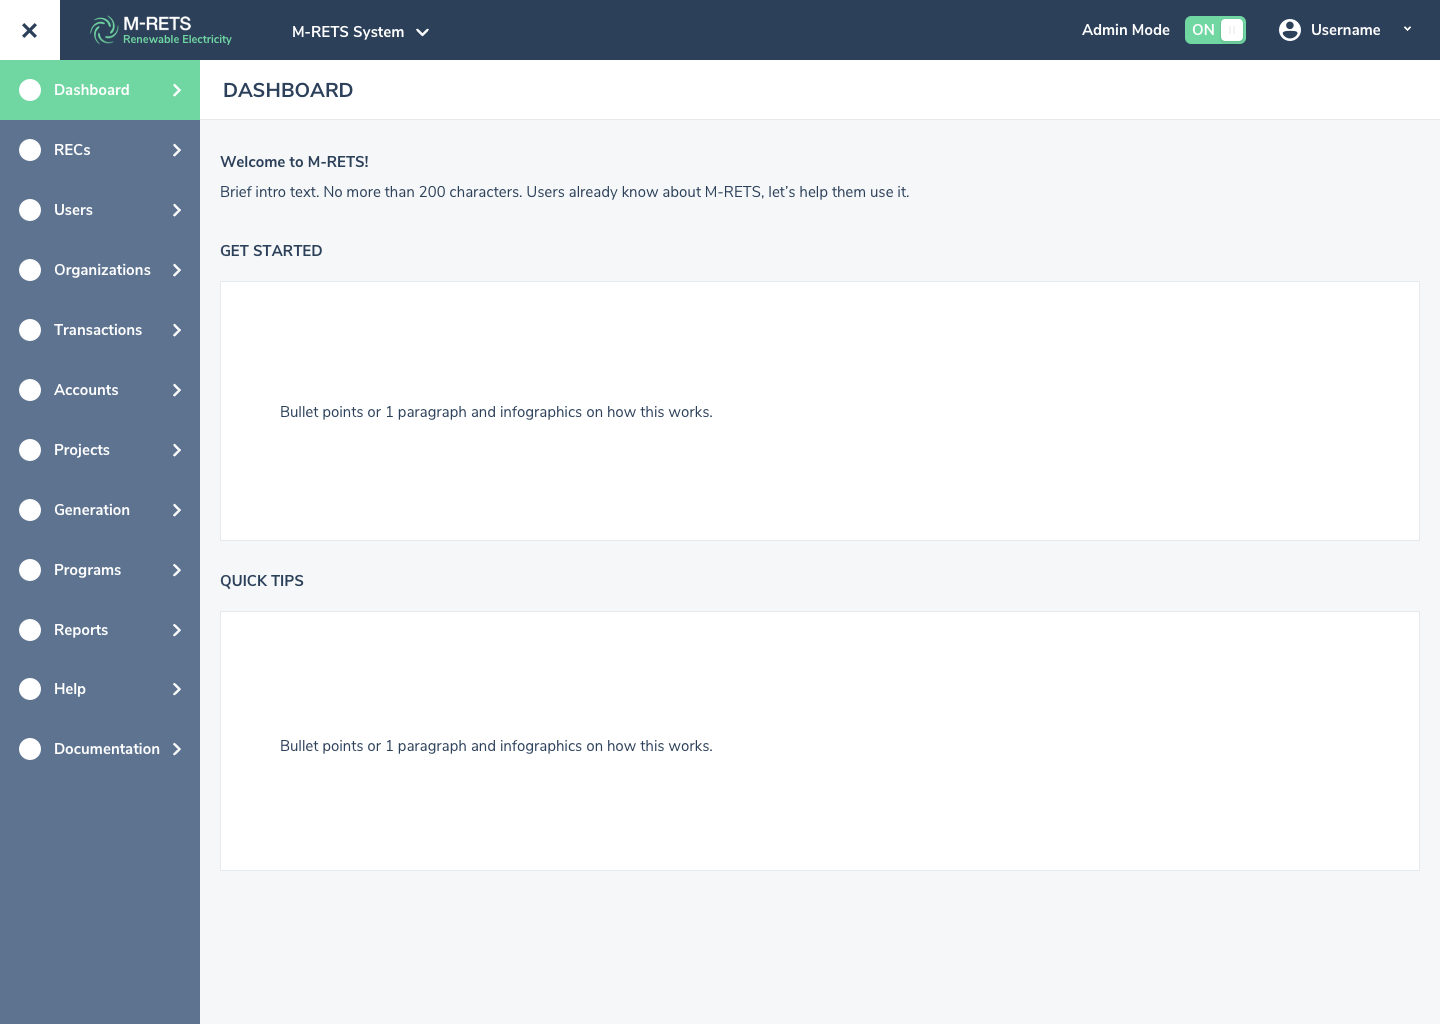 M-RETS
Renewable Electricity
M-RETS System
Admin Mode
ON
Username
Dashboard
RECs
Users
Organizations
Transactions
Accounts
Projects
Generation
Programs
Reports
Help
Documentation
DASHBOARD
Welcome to M-RETS!
Brief intro text. No more than 200 characters. Users already know about M-RETS, let’s help them use it.
GET STARTED
Bullet points or 1 paragraph and infographics on how this works.
QUICK TIPS
Bullet points or 1 paragraph and infographics on how this works.